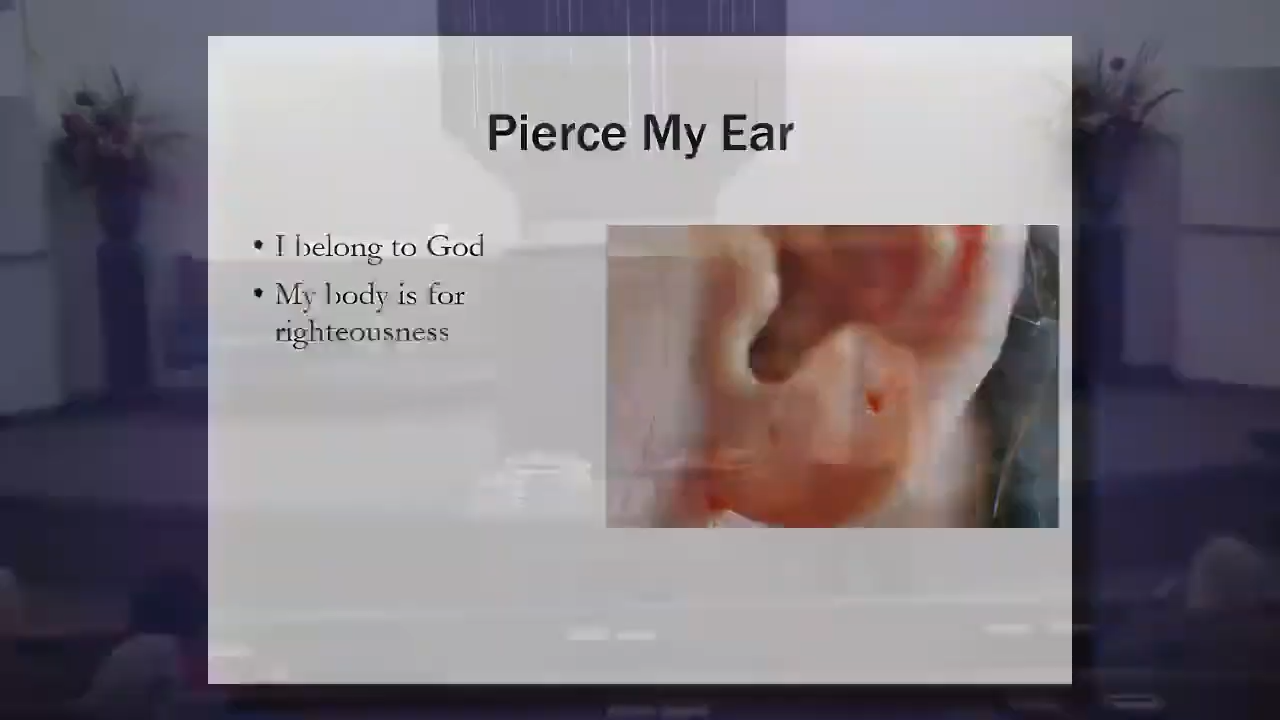 Pierce My Ear
• I belong to God
• My body is for
righteousness